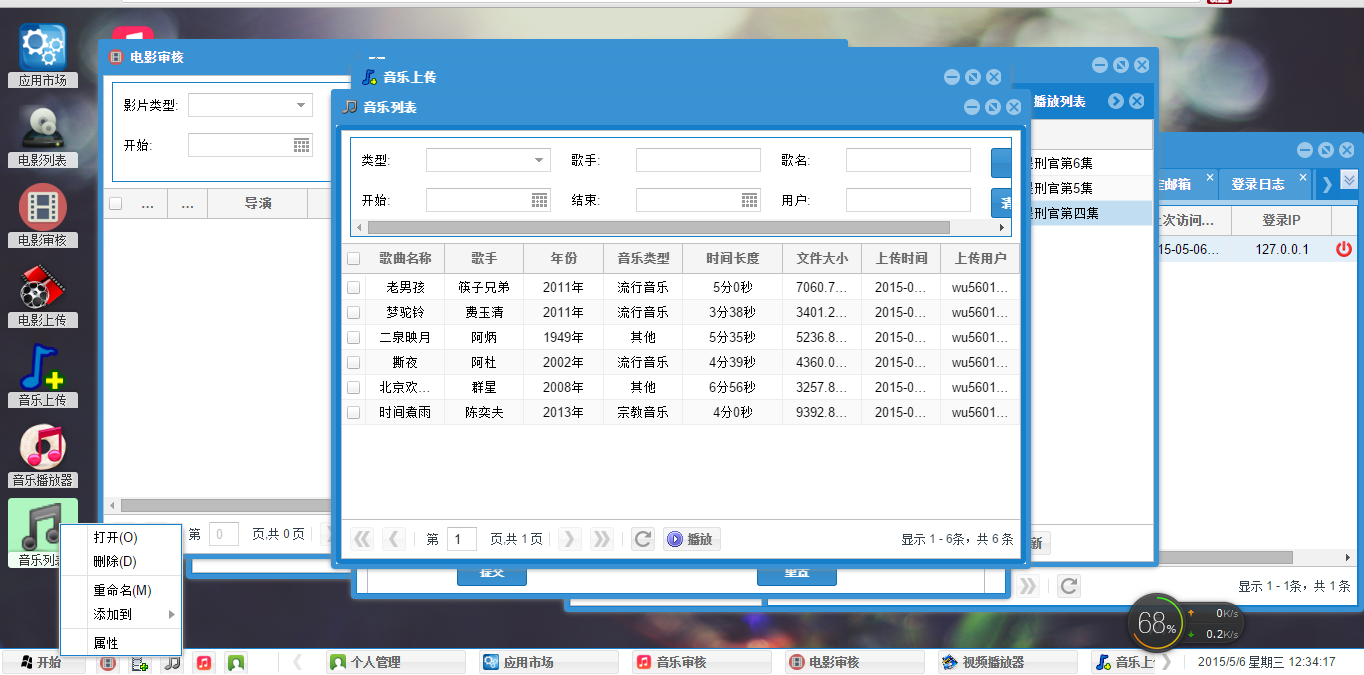 应用市场
电影列表
电影审核
电影上传
音乐上传
音乐播放器
音乐列
打开(O)
删除(D)
重命名(M)
添加到
属性
电影审核
影片类型:
开始:
... ... 导演
第 0 页,共 0 页
音乐上传
提交 重置
音乐列表
类型: 歌手: 歌名:
开始: 结束: 用户:
歌曲名称 歌手 年份 音乐类型 时间长度 文件大小 上传时间 上传用户
老男孩 筷子兄弟 2011年 流行音乐 5分0秒 7060.7... 2015-0... wu5601...
梦驼铃 费玉清 2011年 流行音乐 3分38秒 3401.2... 2015-0... wu5601...
二泉映月 阿炳 1949年 其他 5分35秒 5236.8... 2015-0... wu5601...
撕夜 阿杜 2002年 流行音乐 4分39秒 4360.0... 2015-0... wu5601...
北京欢... 群星 2008年 其他 6分56秒 3257.8... 2015-0... wu5601...
时间煮雨 陈奕夫 2013年 宗教音乐 4分0秒 9392.8... 2015-0... wu5601...
第 1 页,共 1 页 播放 显示 1 - 6条，共 6 条
播放列表
刑官第6集
刑官第5集
刑官第四集
新
邮箱 登录日志
次访问... 登录IP
15-05-06... 127.0.0.1
显示 1 - 1条，共 1 条
68%
0K/s
0.2K/s
开始 个人管理 应用市场 音乐审核 电影审核 视频播放器 音乐上 2015/5/6 星期三 12:34:17